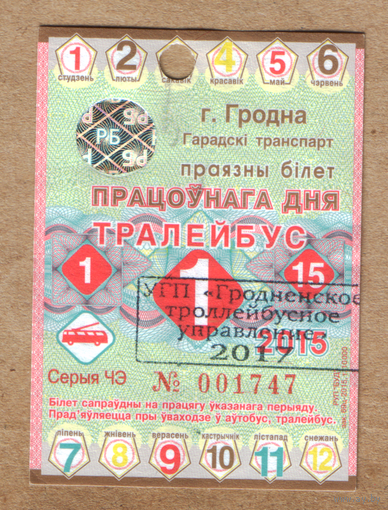 1 2 4 5 6
студзень люты сакавік красавік май чэрвень
РБ
г. Гродна
Гарадскі транспарт
праязны білет
ПРАЦОЎНАГА ДНЯ
ТРАЛЕЙБУС
1 1 15
УГП «Гродненское
троллейбусное
управление»
2017
2015
Серыя ЧЭ № 001747
Білет сапраўдны на працягу ўказанага перыяду.
Прад'яўляецца пры ўваходзе ў аўтобус, тралейбус.
ліпень жнівень верасень кастрычнік лістапад снежань
7 8 9 10 11 12